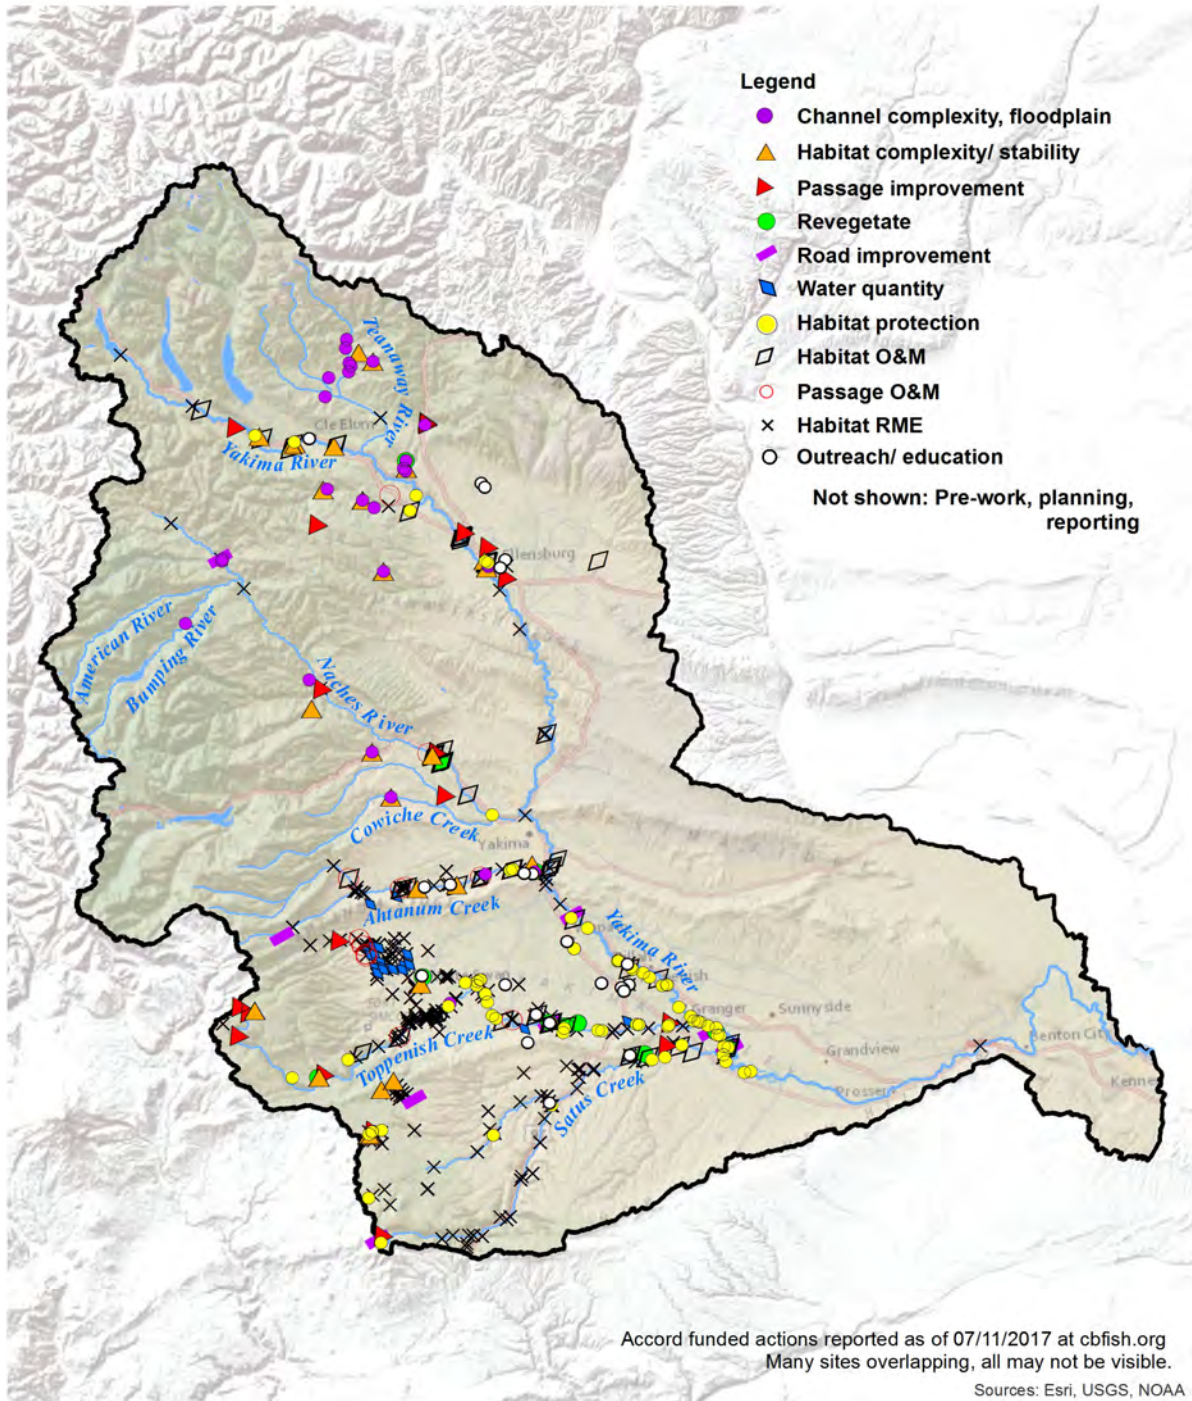 Legend
Channel complexity, floodplain
Habitat complexity/ stability
Passage improvement
Revegetate
Road improvement
Water quantity
Habitat protection
Habitat O&M
Passage O&M
Habitat RME
Outreach/ education
Not shown: Pre-work, planning,
reporting
Teanaway River
Cle Elum
Yakima River
Ellensburg
American River
Bumping River
Naches River
Cowiche Creek
Yakima
Ahtanum Creek
Yakima River
Granger
Sunnyside
Toppenish Creek
Grandview
Benton City
Kenne
Prosser
Satus Creek
Accord funded actions reported as of 07/11/2017 at cbfish.org
Many sites overlapping, all may not be visible.
Sources: Esri, USGS, NOAA